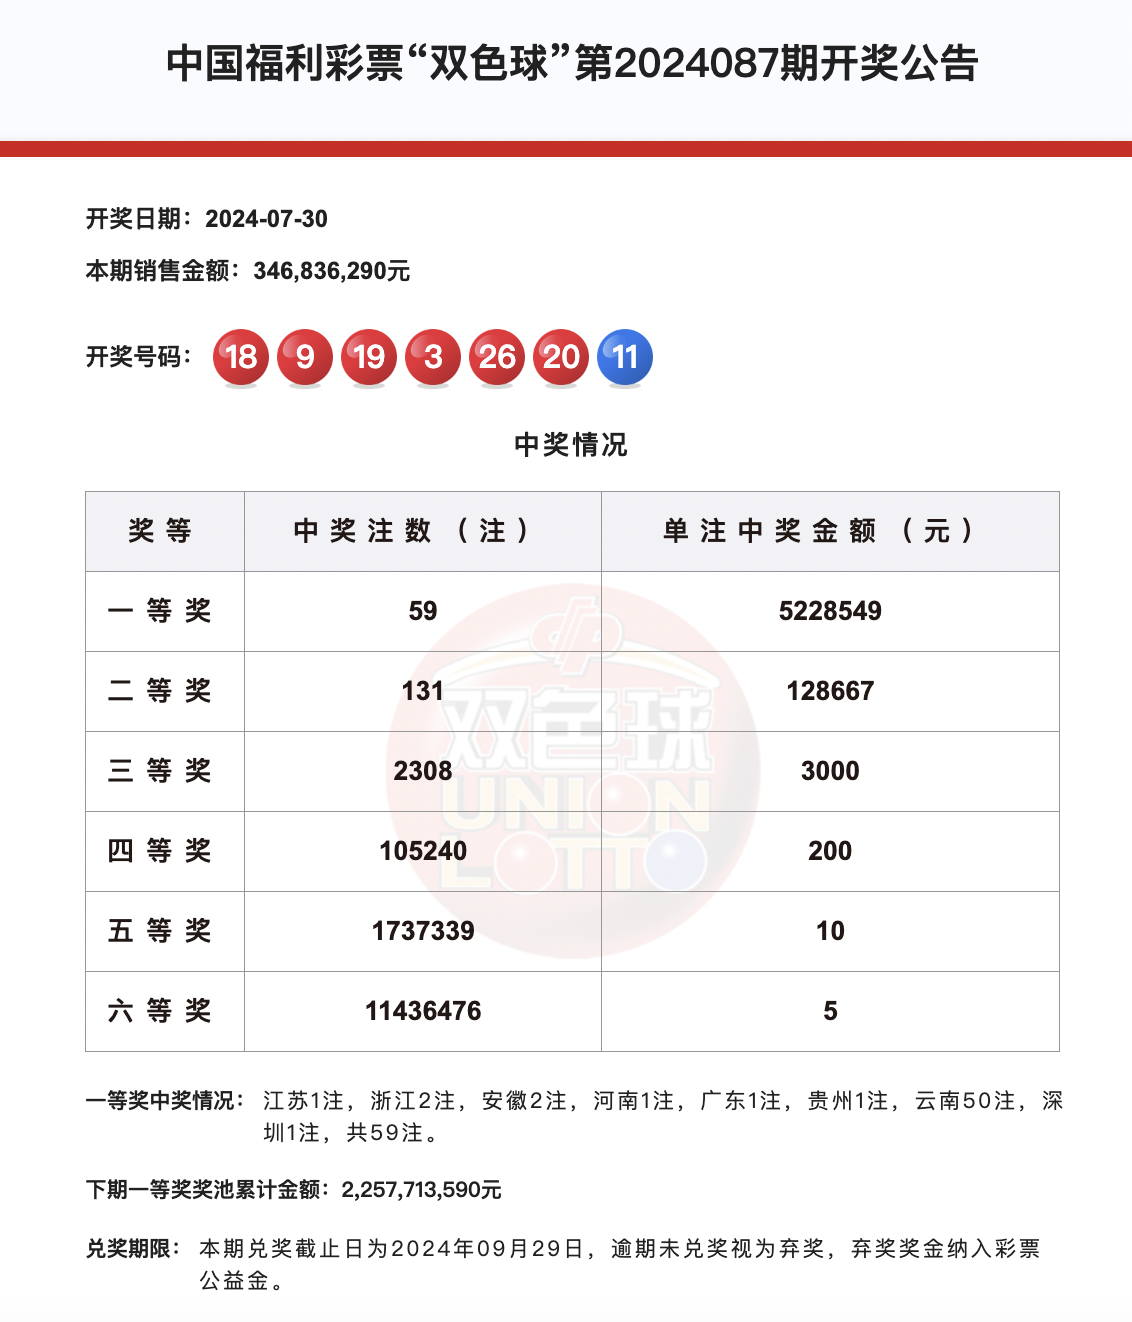 中国福利彩票“双色球”第2024087期开奖公告
开奖日期：2024-07-30
本期销售金额：346,836,290元
开奖号码： 18 9 19 3 26 20 11
中奖情况
奖等 中奖注数（注） 单注中奖金额（元）
一等奖 59 5228549
二等奖 131 128667
三等奖 2308 3000
四等奖 105240 200
五等奖 1737339 10
六等奖 11436476 5
双色球
UNION
LOTTO
一等奖中奖情况： 江苏1注，浙江2注，安徽2注，河南1注，广东1注，贵州1注，云南50注，深
圳1注，共59注。
下期一等奖奖池累计金额：2,257,713,590元
兑奖期限： 本期兑奖截止日为2024年09月29日，逾期未兑奖视为弃奖，弃奖奖金纳入彩票
公益金。